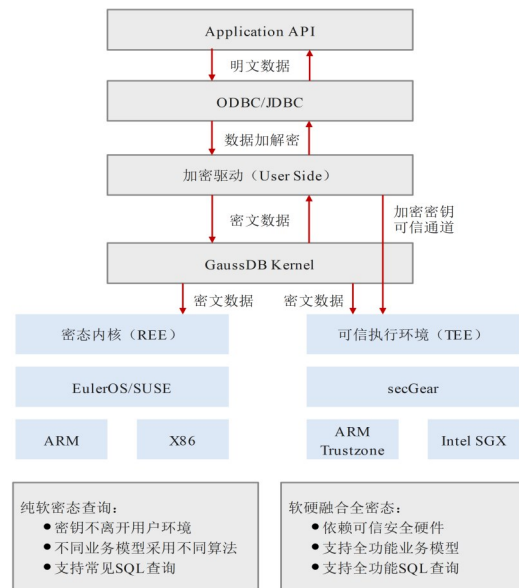 Application API
明文数据
ODBC/JDBC
数据加解密
加密驱动（User Side）
密文数据
加密密钥
可信通道
GaussDB Kernel
密文数据
密文数据
密态内核（REE）
可信执行环境（TEE）
EulerOS/SUSE
secGear
ARM
X86
ARM
Trustzone
Intel SGX
纯软密态查询：
●密钥不离开用户环境
●不同业务模型采用不同算法
●支持常见SQL查询
软硬融合全密态：
●依赖可信安全硬件
●支持全功能业务模型
●支持全功能SQL查询